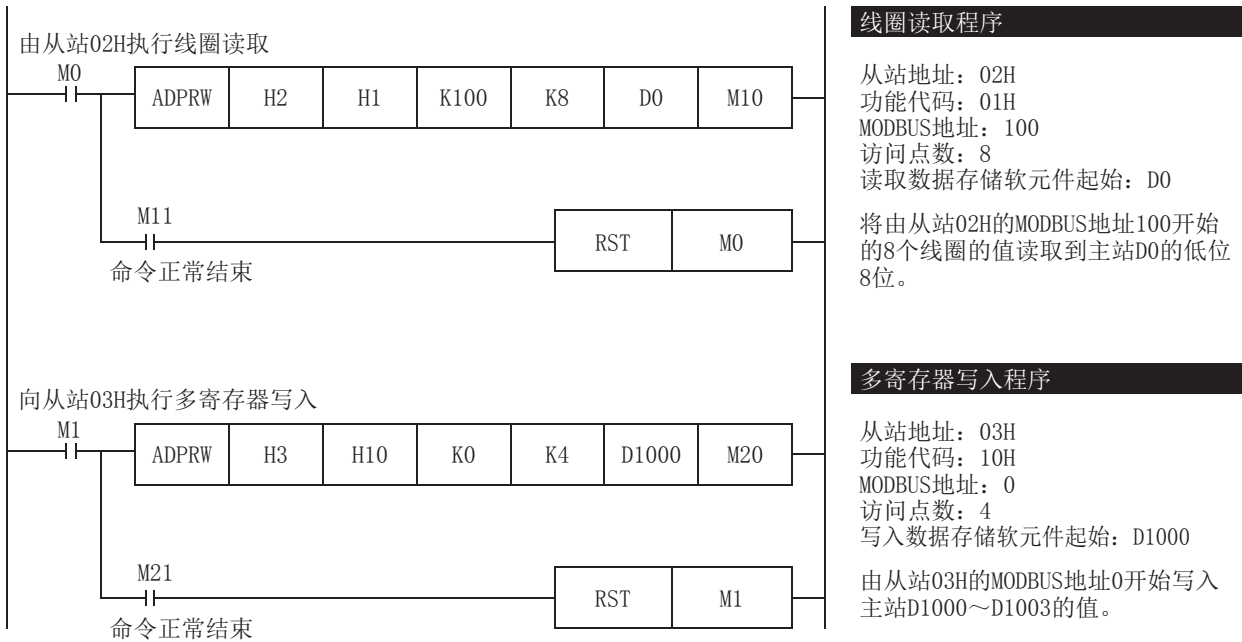 由从站02H执行线圈读取
M0
ADPRW H2 H1 K100 K8 D0 M10
M11
RST M0
命令正常结束
线圈读取程序
从站地址：02H
功能代码：01H
MODBUS地址：100
访问点数：8
读取数据存储软元件起始：D0
将由从站02H的MODBUS地址100开始
的8个线圈的值读取到主站D0的低位
8位。
向从站03H执行多寄存器写入
M1
ADPRW H3 H10 K0 K4 D1000 M20
M21
RST M1
命令正常结束
多寄存器写入程序
从站地址：03H
功能代码：10H
MODBUS地址：0
访问点数：4
写入数据存储软元件起始：D1000
由从站03H的MODBUS地址0开始写入
主站D1000～D1003的值。